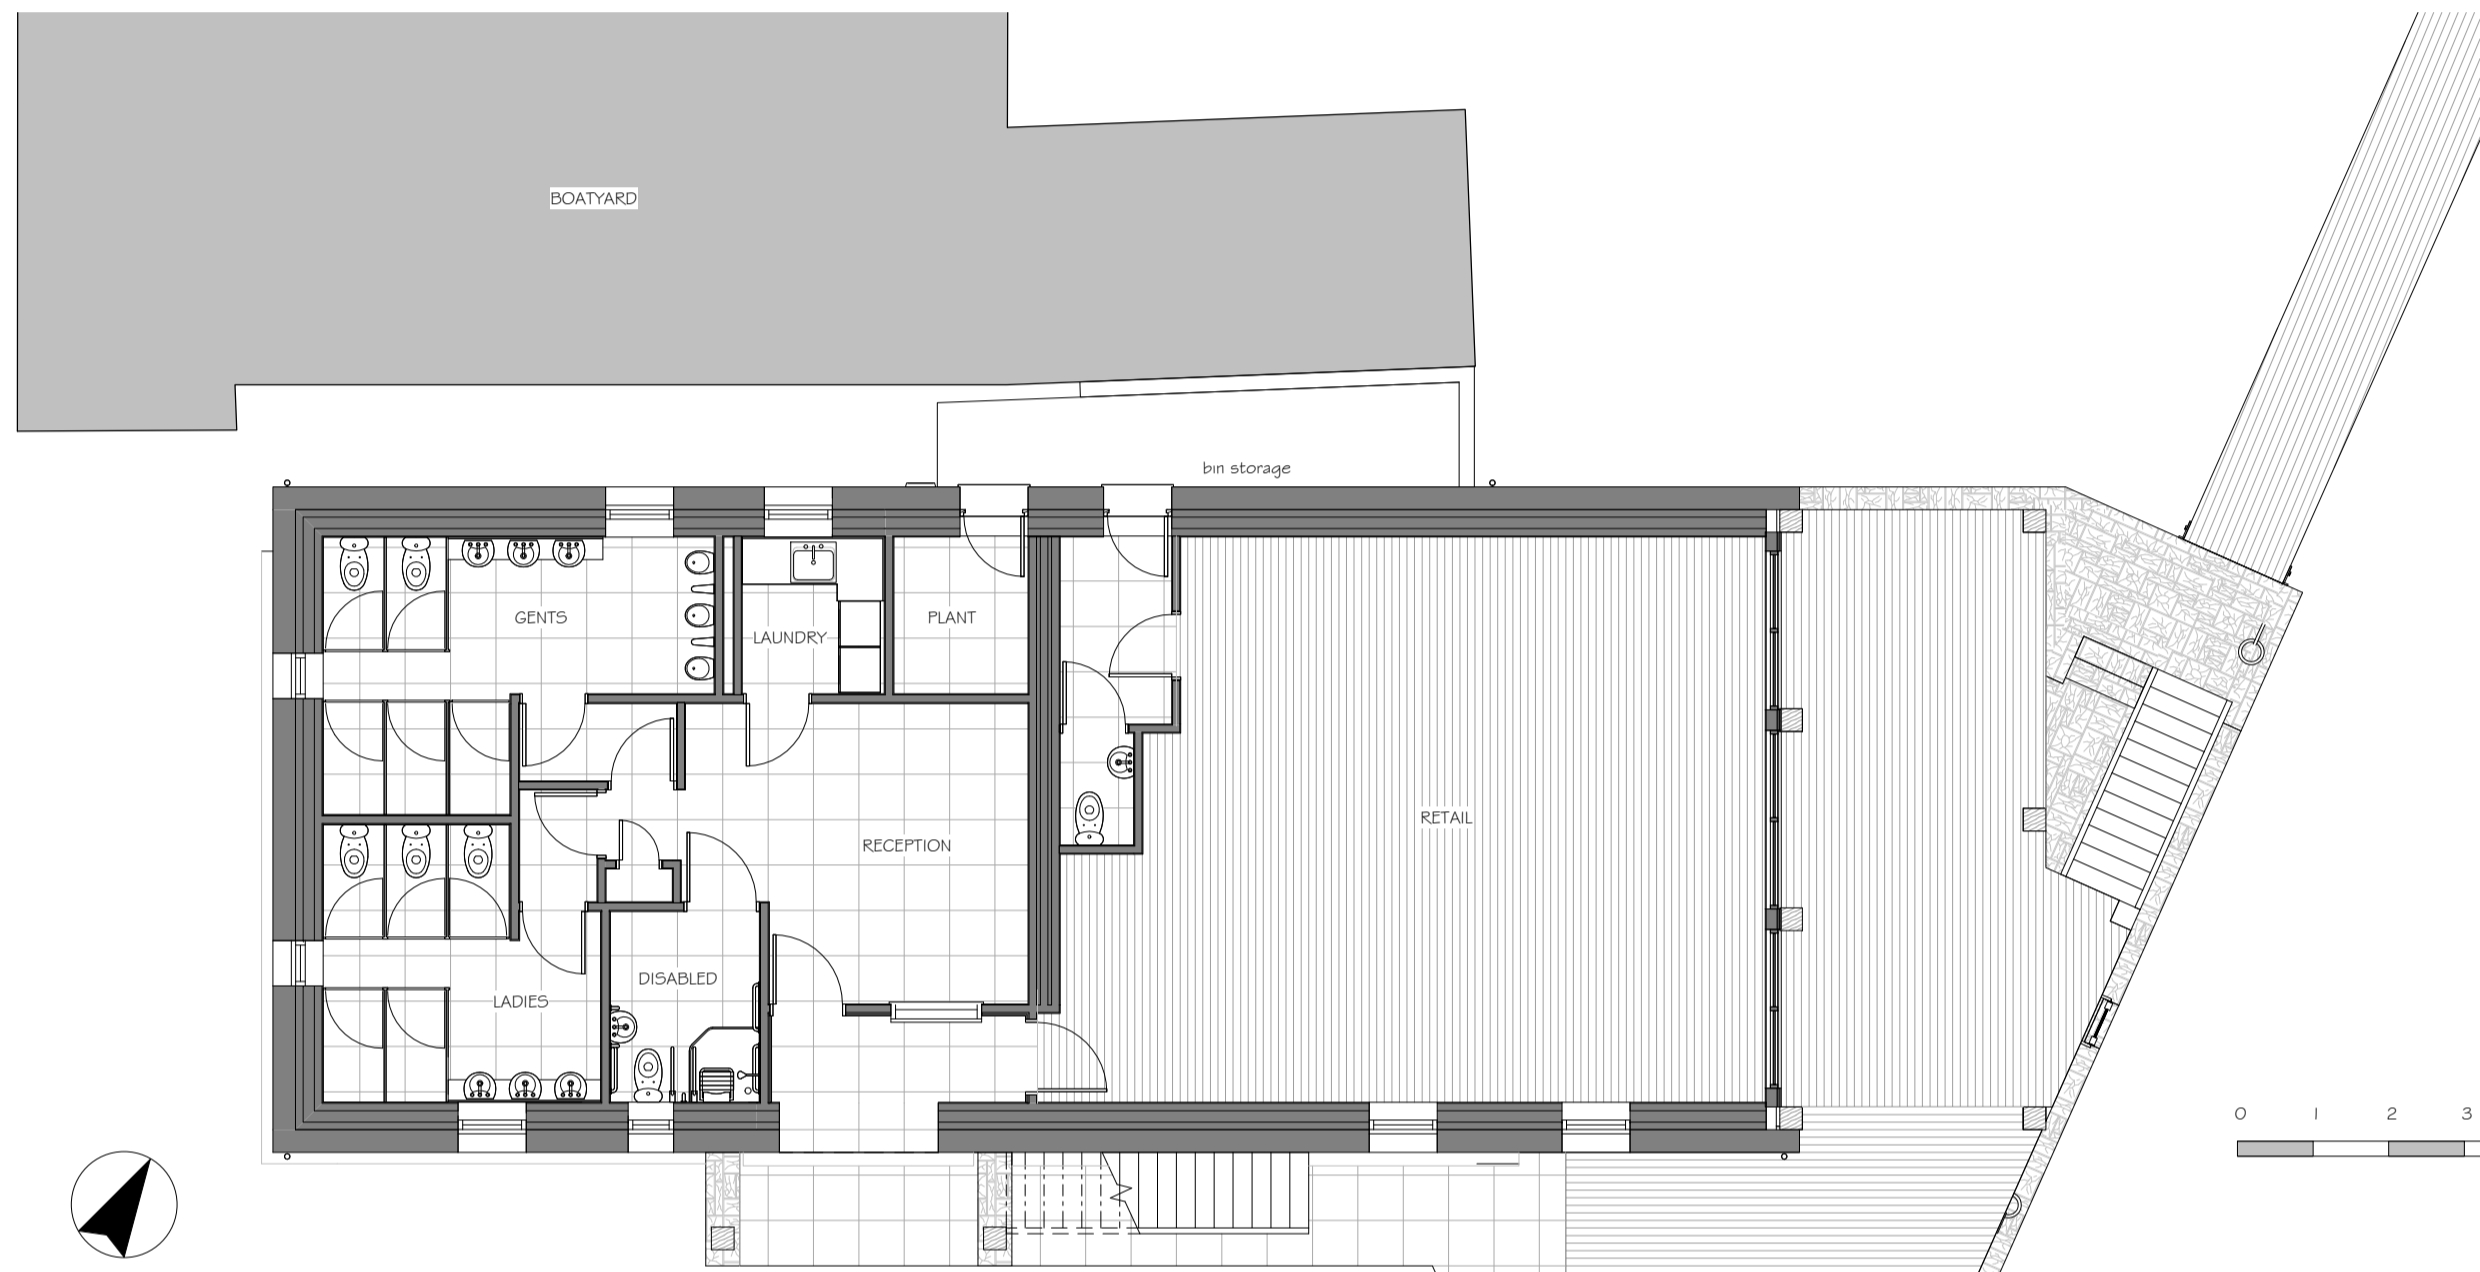 BOATYARD
bin storage
GENTS
LAUNDRY
PLANT
RETAIL
RECEPTION
DISABLED
LADIES
0 1 2 3